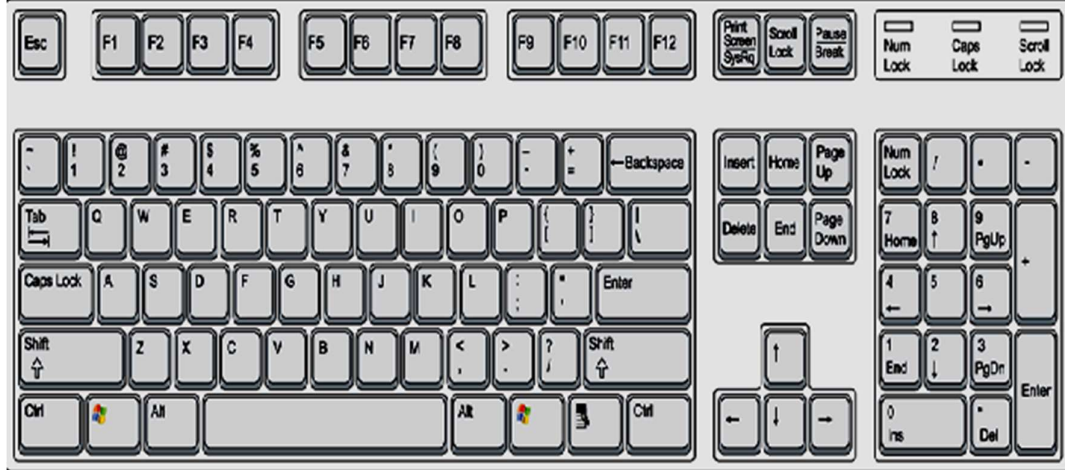 Esc F1 F2 F3 F4 F5 F6 F7 F8 F9 F10 F11 F12 Print Screen SysRq Scroll Lock Pause Break Num Lock Caps Lock Scroll Lock
~ ` ! 1 @ 2 # 3 $ 4 % 5 ^ 6 & 7 * 8 ( 9 ) 0 _ - + = ←Backspace Insert Home Page Up Num Lock / * -
Tab Q W E R T Y U I O P { [ } ] | \ Delete End Page Down 7 Home 8 ↑ 9 PgUp +
Caps Lock A S D F G H J K L : ; " ' Enter 4 ← 5 6 →
Shift Z X C V B N M < , > . ? / Shift ↑ 1 End 2 ↓ 3 PgDn Enter
Ctrl Alt Alt Ctrl ← ↓ → 0 Ins . Del